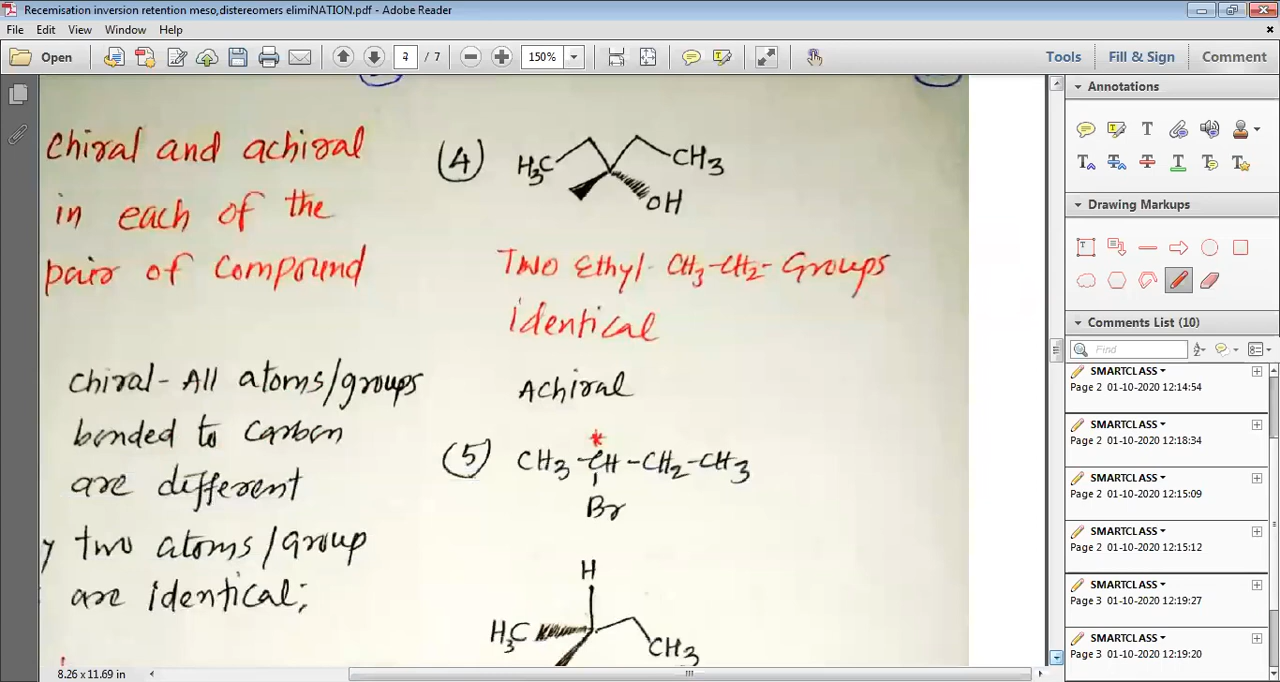 Recemisation inversion retention meso,distereomers elimiNATION.pdf - Adobe Reader
File Edit View Window Help
Open
4 / 7
150%
Tools
Fill & Sign
Comment
Chiral and achiral
in each of the
pair of compound
Chiral - All atoms/groups
bonded to carbon
are different
y two atoms/group
are identical;
(4)
H3C
CH3
OH
Two Ethyl- CH3-CH2- Groups
identical
Achiral
(5)
*
CH3 - CH - CH2 - CH3
Br
H
H3C
CH3
8.26 x 11.69 in
Annotations
Drawing Markups
Comments List (10)
Find
SMARTCLASS
Page 2 01-10-2020 12:14:54
SMARTCLASS
Page 2 01-10-2020 12:18:34
SMARTCLASS
Page 2 01-10-2020 12:15:09
SMARTCLASS
Page 2 01-10-2020 12:15:12
SMARTCLASS
Page 3 01-10-2020 12:19:27
SMARTCLASS
Page 3 01-10-2020 12:19:20